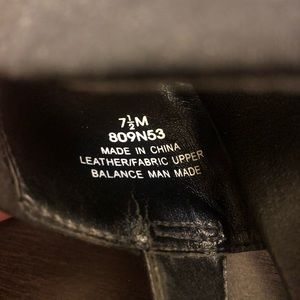 7½M
809N53
MADE IN CHINA
LEATHER/FABRIC UPPER
BALANCE MAN MADE